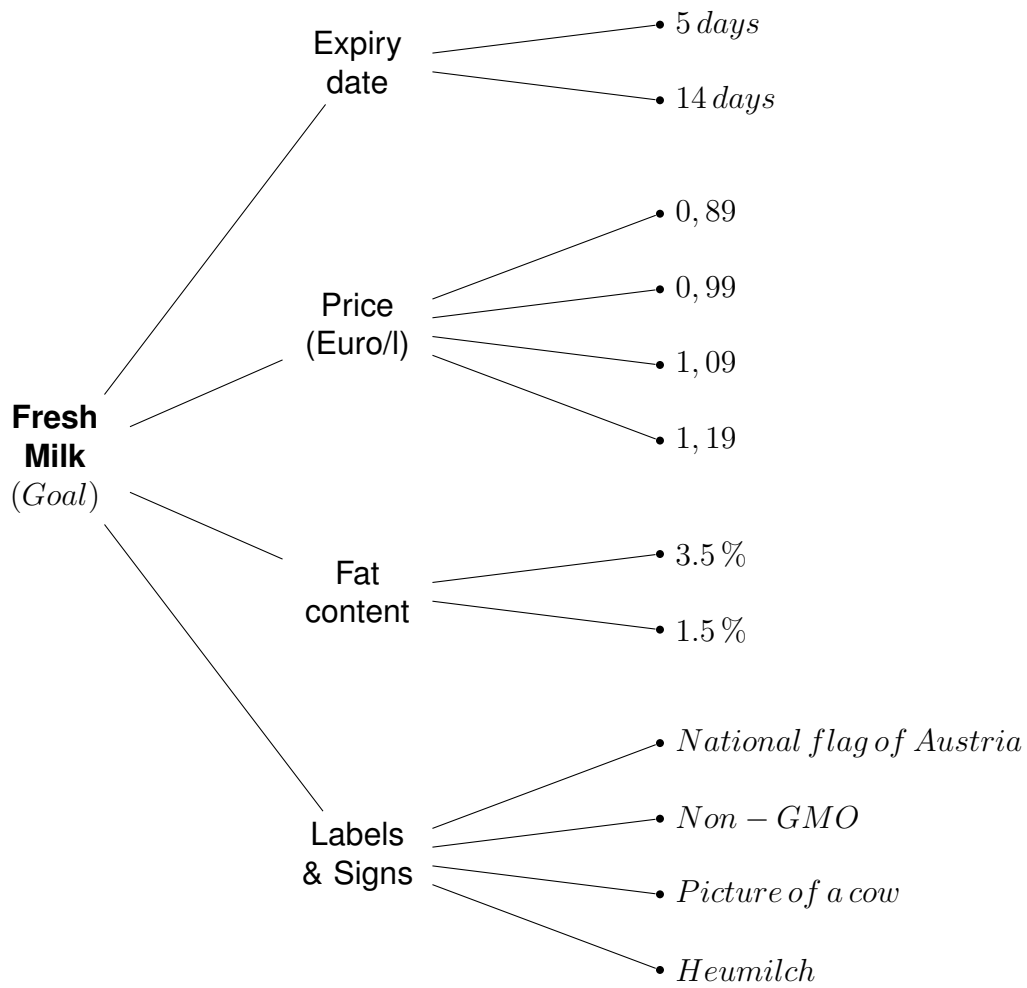 Fresh
Milk
(Goal)
Expiry
date
5 days
14 days
Price
(Euro/l)
0, 89
0, 99
1, 09
1, 19
Fat
content
3.5 %
1.5 %
Labels
& Signs
National flag of Austria
Non − GMO
Picture of a cow
Heumilch